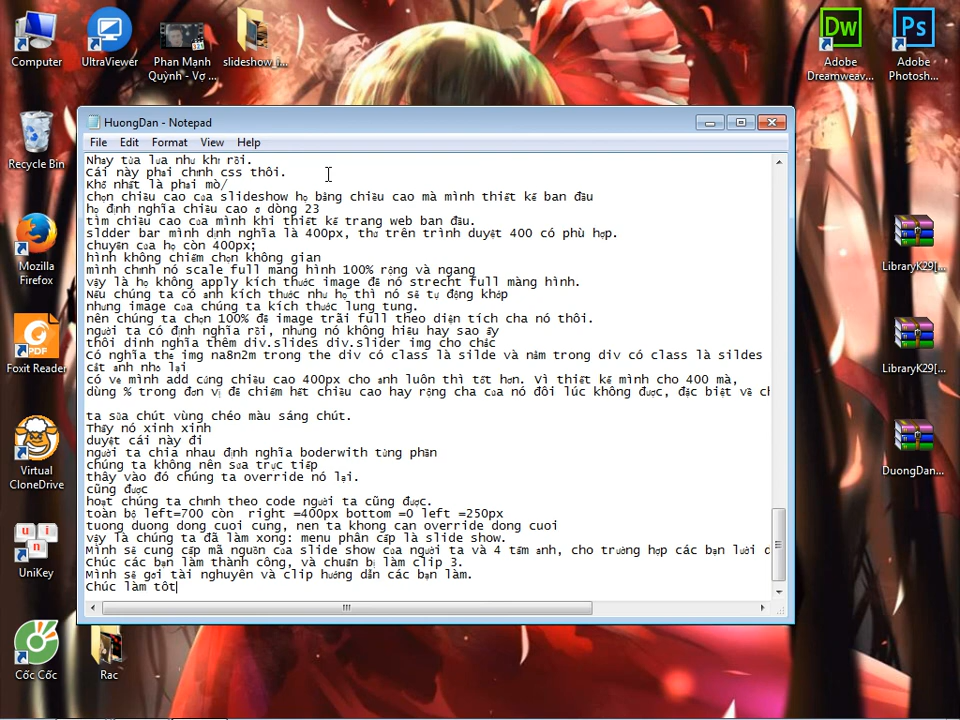 Computer
UltraViewer
Phan Mạnh
Quỳnh - Vợ ...
slideshow_i...
Dw
Adobe
Dreamweav...
Ps
Adobe
Photosh...
Recycle Bin
Mozilla
Firefox
PDF
Foxit Reader
Virtual
CloneDrive
u i
n
UniKey
Cốc Cốc
Rac
LibraryK29[...
LibraryK29[...
DuongDan...
HuongDan - Notepad
File Edit Format View Help
Nhay tùa lưa như khỉ rồi.
Cái này phải chỉnh css thôi.
Khổ nhất là phải mò/
chọn chiều cao của slideshow họ bằng chiều cao mà mình thiết kế ban đầu
họ định nghĩa chiều cao ở dòng 23
tìm chiều cao của mình khi thiết kế trang web ban đầu.
sldder bar mình định nghĩa là 400px, thử trên trình duyệt 400 có phù hợp.
chuyển của họ còn 400px;
hình không chiếm chọn không gian
mình chỉnh nó scale full màng hình 100% rộng và ngang
vậy là họ không apply kích thước image để nó strecht full màng hình.
Nếu chúng ta có ảnh kích thước như họ thì nó sẽ tự động khớp
nhưng image của chúng ta kích thước lung tung.
nên chúng ta chọn 100% để image trãi full theo diện tích cha nó thôi.
người ta có định nghĩa rồi, nhưng nó không hiệu hay sao ấy
thôi dinh nghĩa thêm div.slides div.slider img cho chắc
Có nghĩa thẻ img na8n2m trong the div có class là silde và nằm trong div có class là sildes
cắt ảnh nhỏ lại
có vẻ mình add cứng chiều cao 400px cho ảnh luôn thì tốt hơn. Vì thiết kế mình cho 400 mà,
dùng % trong đơn vị để chiếm hết chiều cao hay rộng cha của nó đôi lúc không được, đặc biệt về ch
ta sửa chút vùng chéo màu sáng chút.
Thấy nó xinh xinh
duyệt cái này đi
người ta chia nhau định nghĩa boderwith từng phần
chúng ta không nên sửa trực tiếp
thây vào đó chúng ta override nó lại.
cũng được
hoạt chúng ta chỉnh theo code người ta cũng được.
toàn bộ left=700 còn right =400px bottom =0 left =250px
tuong duong dong cuoi cung, nen ta khong can override dong cuoi
vậy là chúng ta đã làm xong: menu phân cấp là slide show.
Mình sẽ cung cấp mã nguồn của slide show của người ta và 4 tấm ảnh, cho trường hợp các bạn lười d
Chúc các bạn làm thành công, và chuẩn bị làm clip 3.
Mình sẽ gởi tài nghuyên và clip hướng dẫn các bạn làm.
Chúc làm tôt